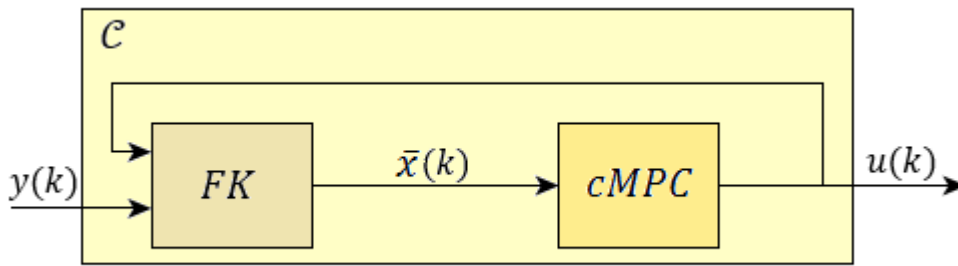 𝒞
y(k)
FK
x̄(k)
cMPC
u(k)